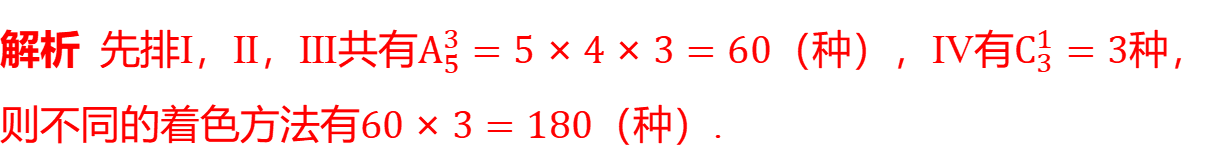 解析 先排Ⅰ，Ⅱ，Ⅲ共有A₅³ = 5 × 4 × 3 = 60（种），Ⅳ有C₃¹ = 3种，
则不同的着色方法有60 × 3 = 180（种）.